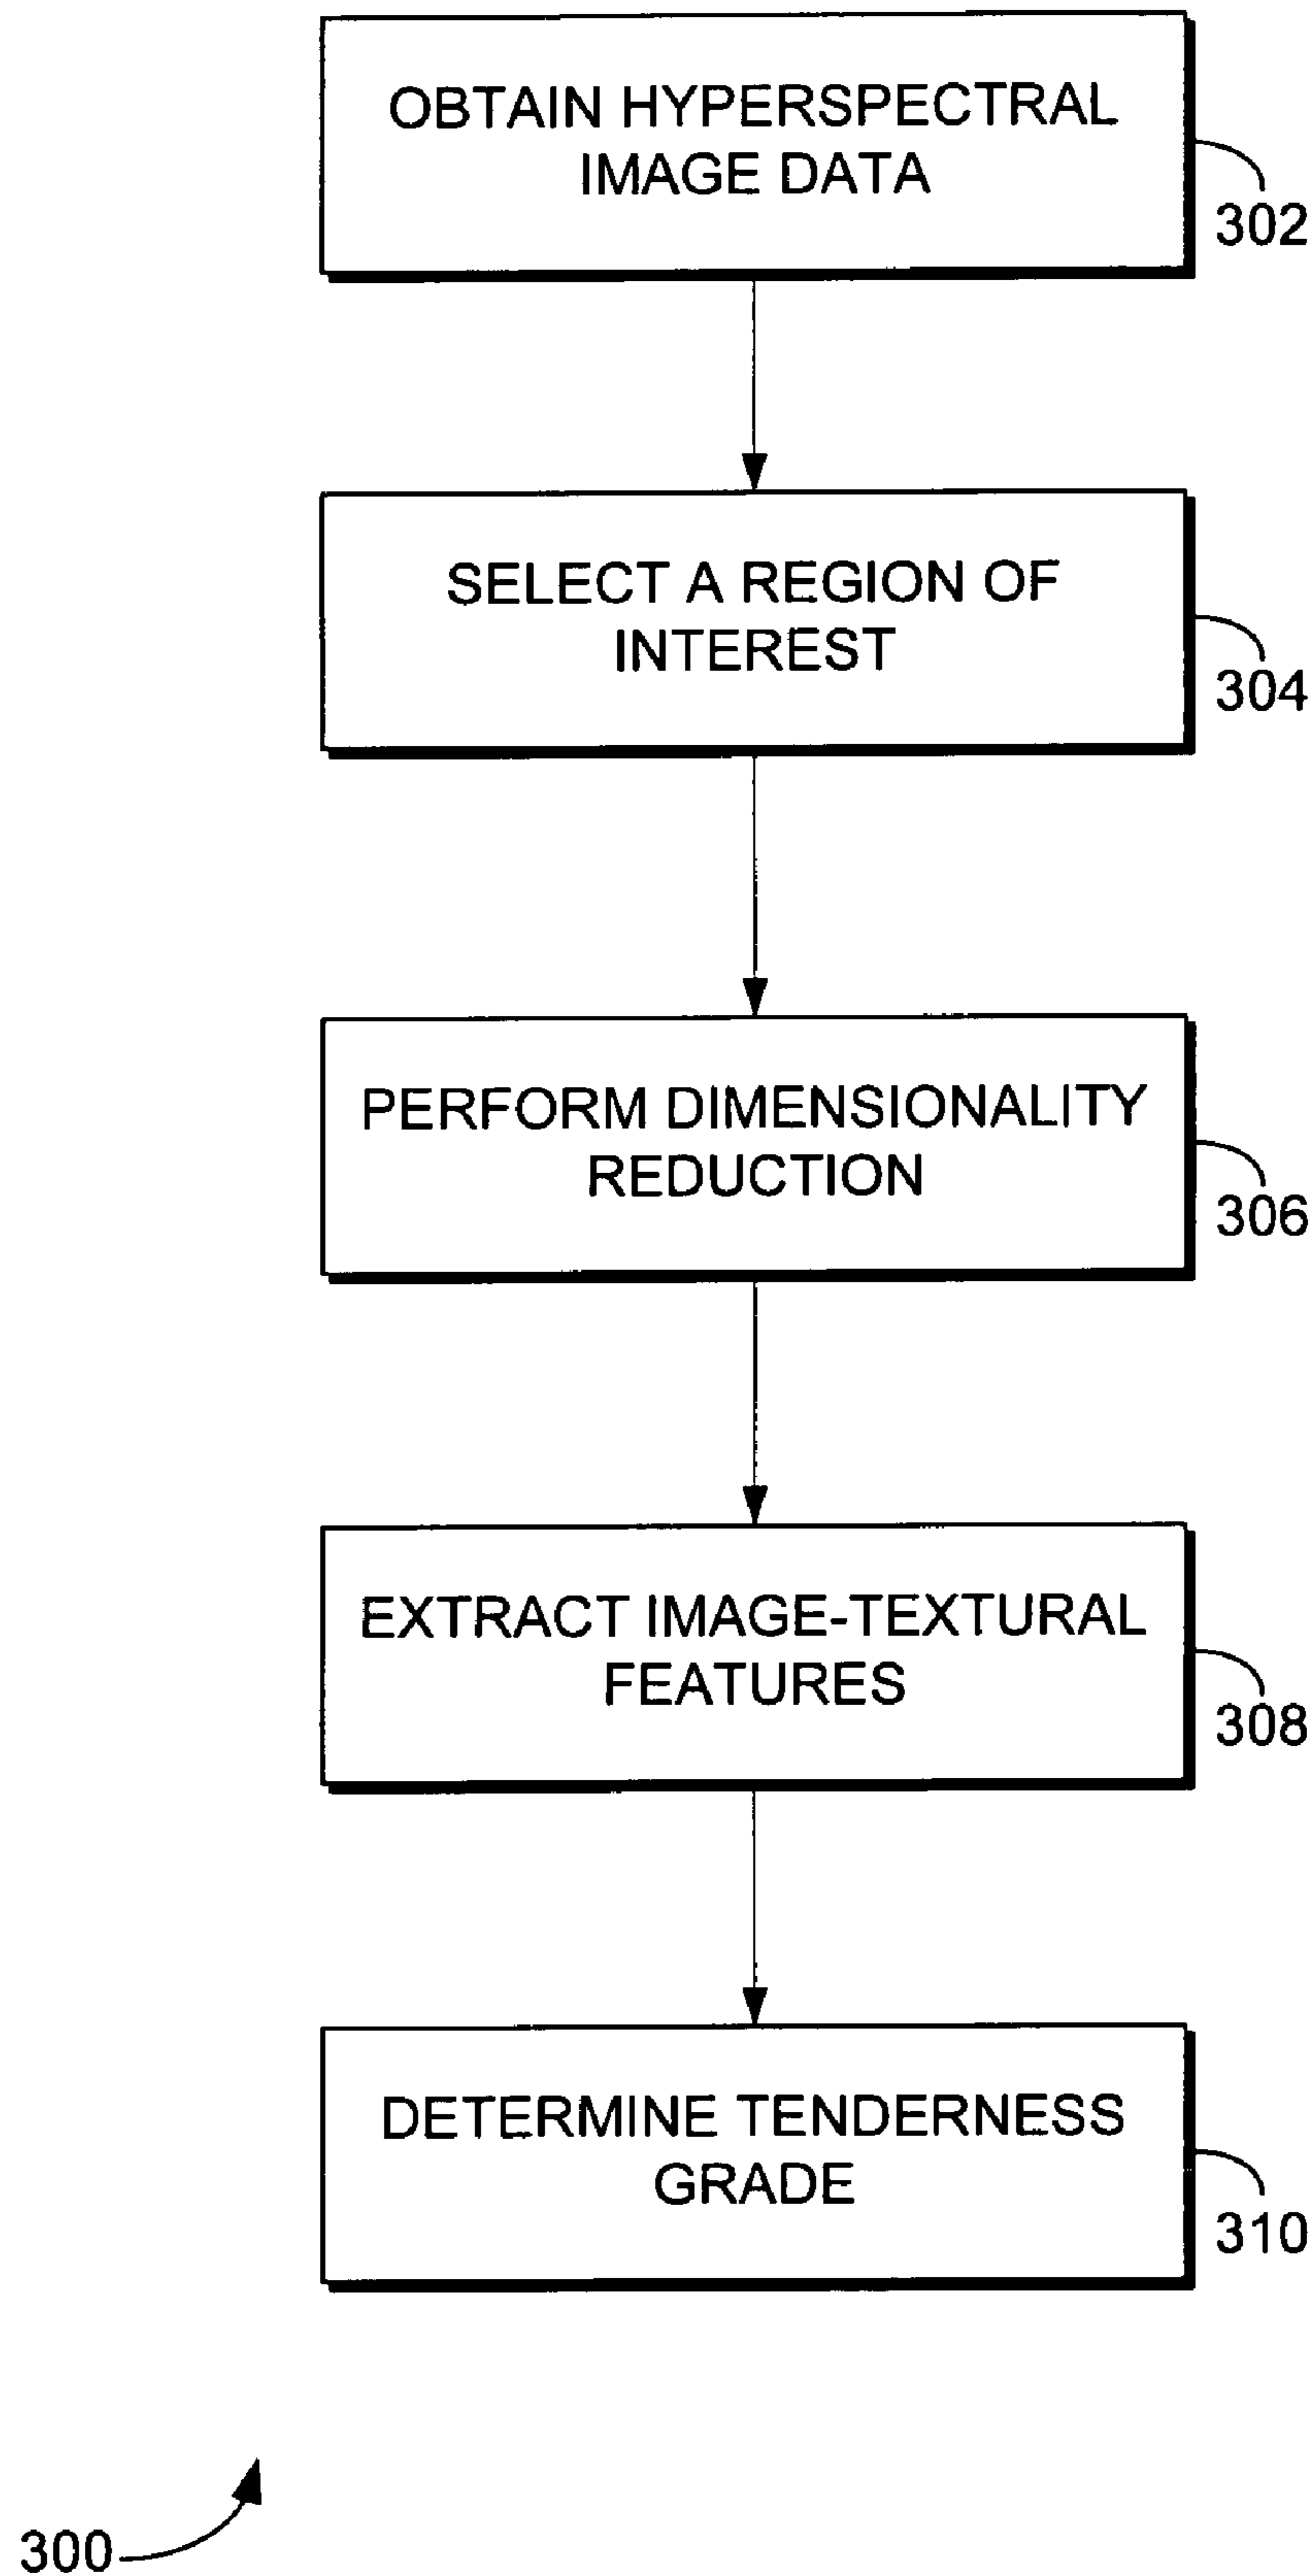 OBTAIN HYPERSPECTRAL
IMAGE DATA
302
SELECT A REGION OF
INTEREST
304
PERFORM DIMENSIONALITY
REDUCTION
306
EXTRACT IMAGE-TEXTURAL
FEATURES
308
DETERMINE TENDERNESS
GRADE
310
300